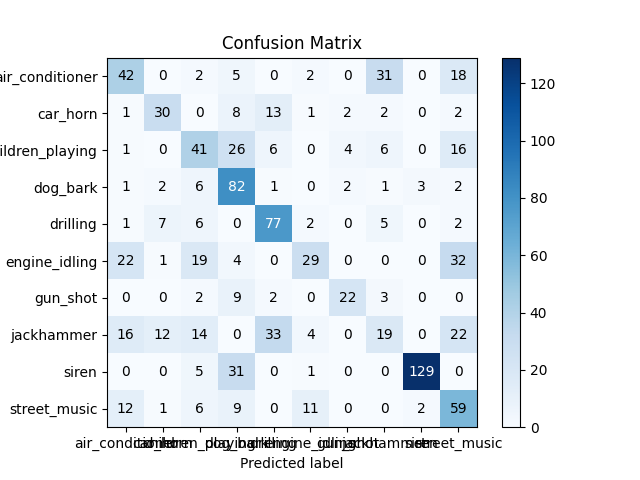 Confusion Matrix
air_conditioner 42 0 2 5 0 2 0 31 0 18
car_horn 1 30 0 8 13 1 2 2 0 2
ildren_playing 1 0 41 26 6 0 4 6 0 16
dog_bark 1 2 6 82 1 0 2 1 3 2
drilling 1 7 6 0 77 2 0 5 0 2
engine_idling 22 1 19 4 0 29 0 0 0 32
gun_shot 0 0 2 9 2 0 22 3 0 0
jackhammer 16 12 14 0 33 4 0 19 0 22
siren 0 0 5 31 0 1 0 0 129 0
street_music 12 1 6 9 0 11 0 0 2 59
120
100
80
60
40
20
0
street_music
Predicted label